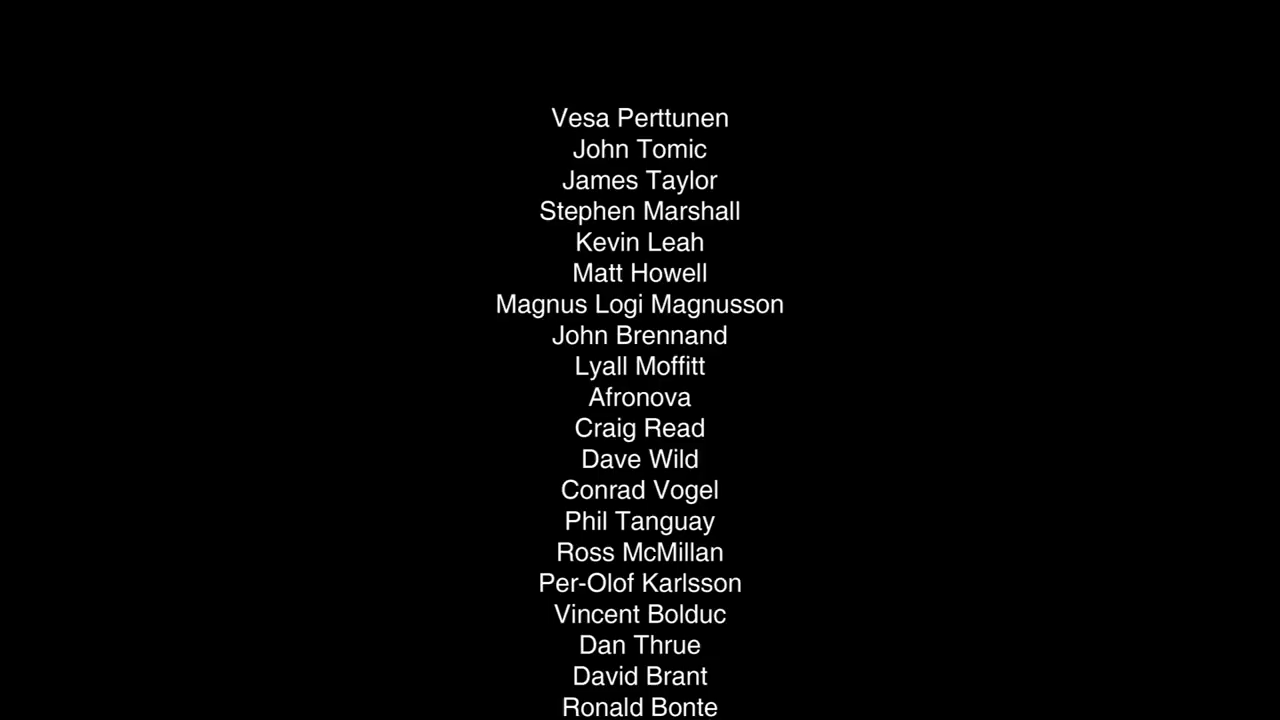 Vesa Perttunen
John Tomic
James Taylor
Stephen Marshall
Kevin Leah
Matt Howell
Magnus Logi Magnusson
John Brennand
Lyall Moffitt
Afronova
Craig Read
Dave Wild
Conrad Vogel
Phil Tanguay
Ross McMillan
Per-Olof Karlsson
Vincent Bolduc
Dan Thrue
David Brant
Ronald Bonte